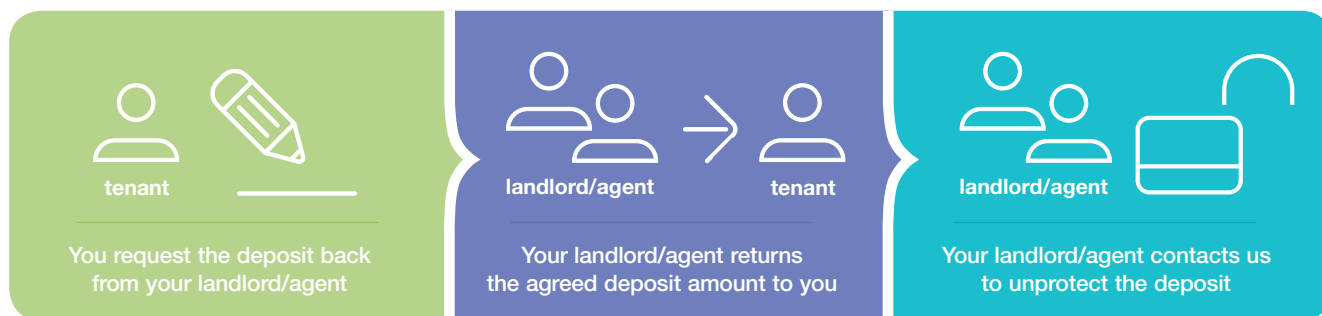 tenant
You request the deposit back
from your landlord/agent
landlord/agent
tenant
Your landlord/agent returns
the agreed deposit amount to you
landlord/agent
Your landlord/agent contacts us
to unprotect the deposit